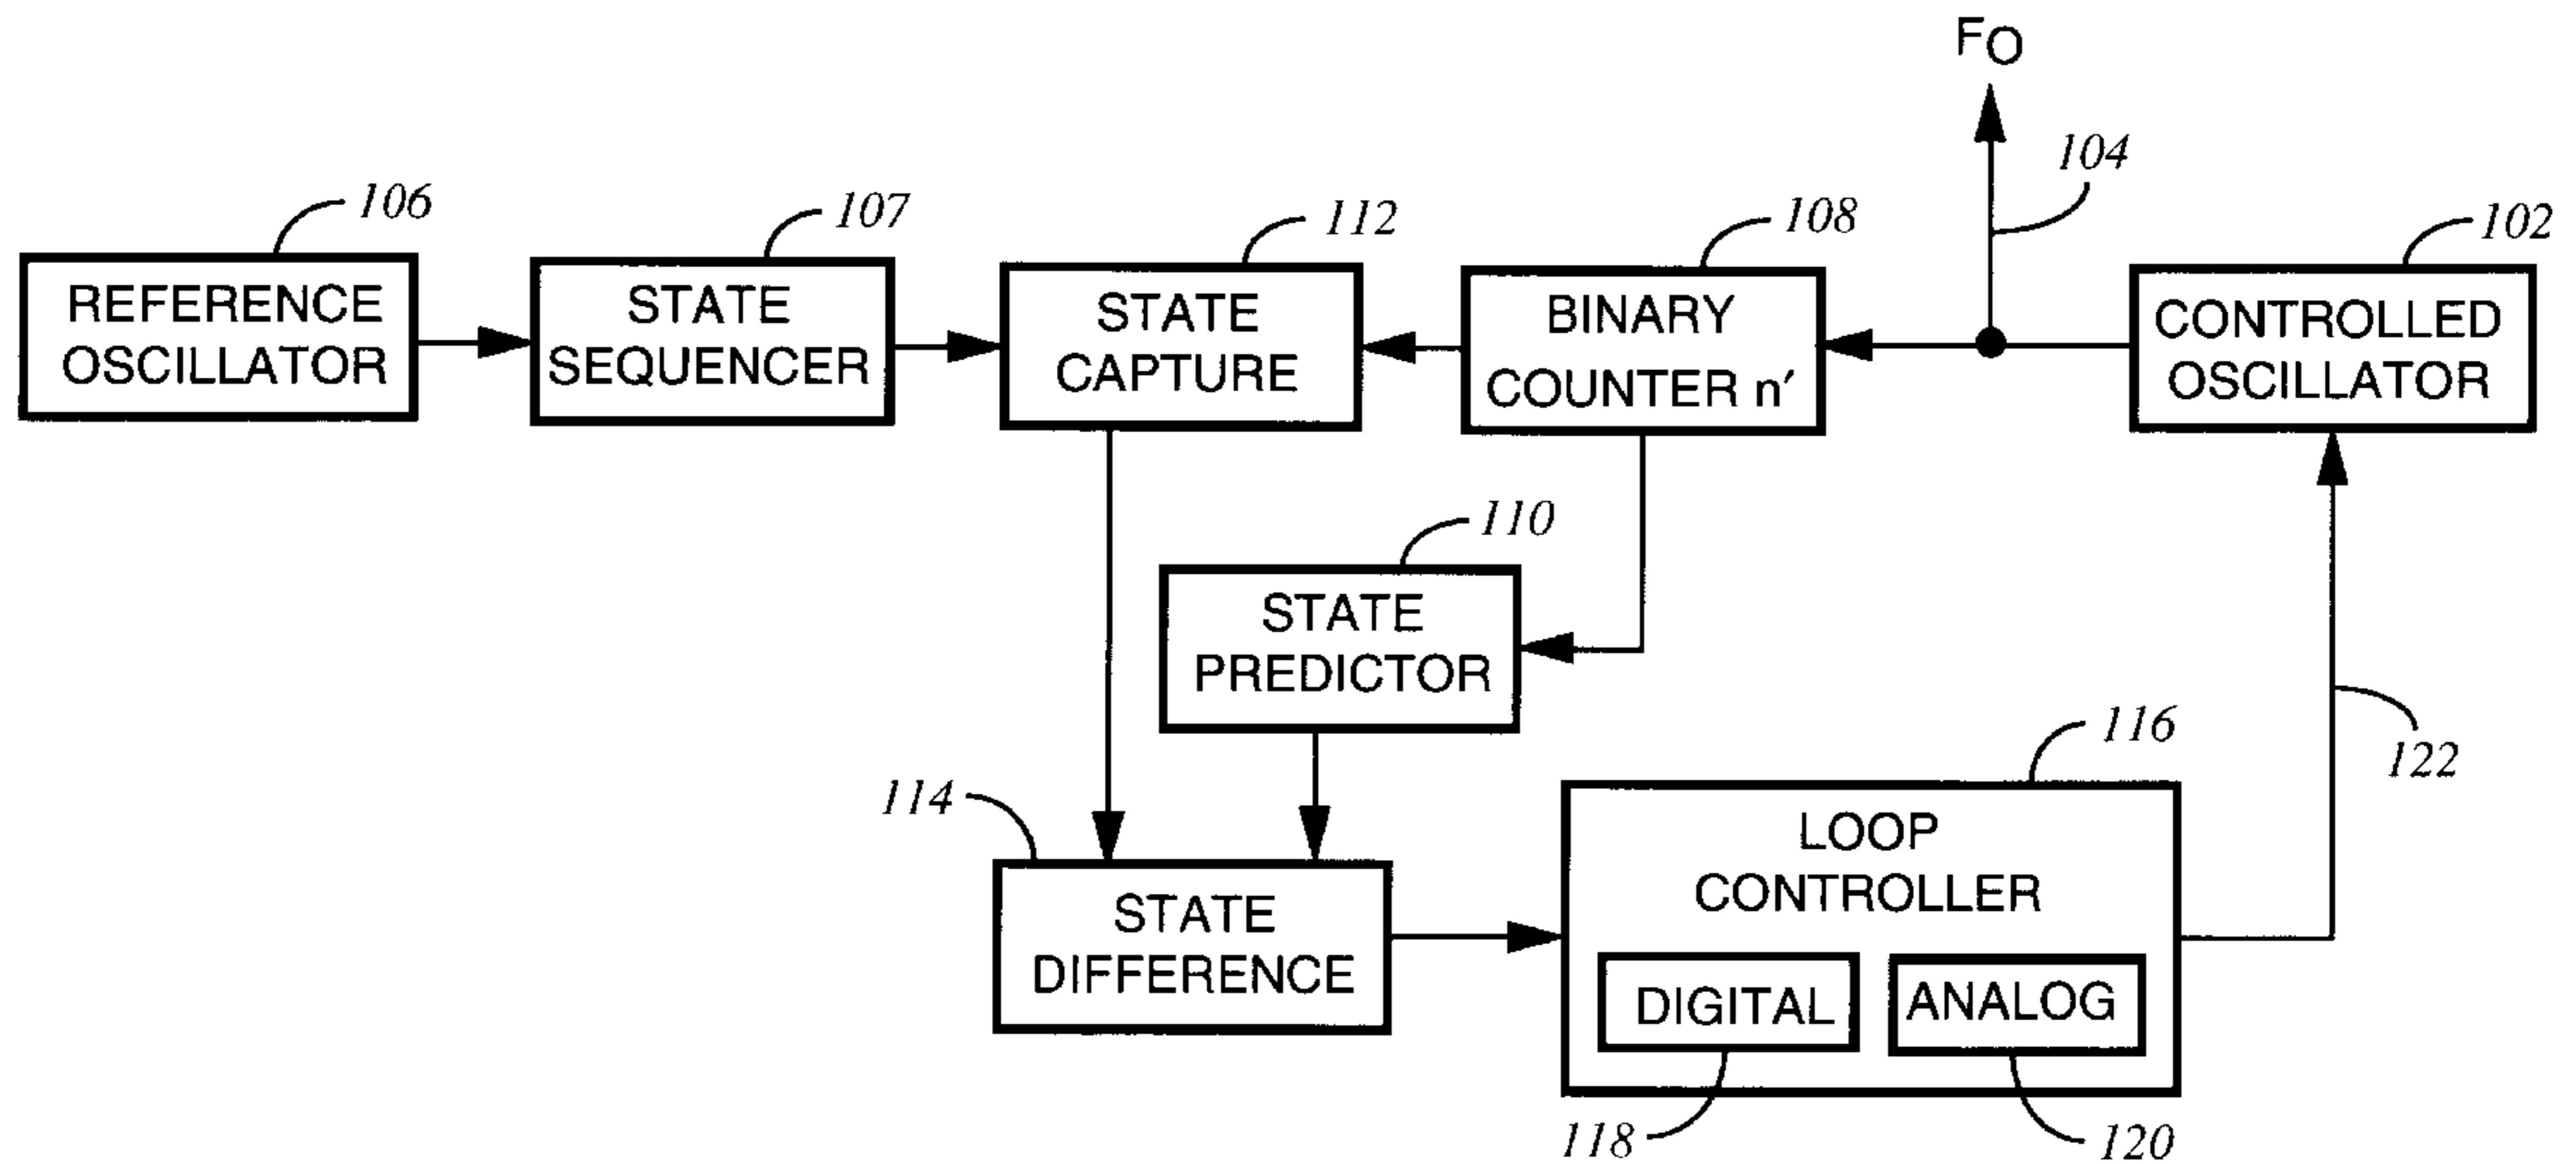 FO
104
106
107
112
108
102
REFERENCE
OSCILLATOR
STATE
SEQUENCER
STATE
CAPTURE
BINARY
COUNTER n′
CONTROLLED
OSCILLATOR
110
STATE
PREDICTOR
116
122
114
STATE
DIFFERENCE
LOOP
CONTROLLER
DIGITAL
ANALOG
118
120